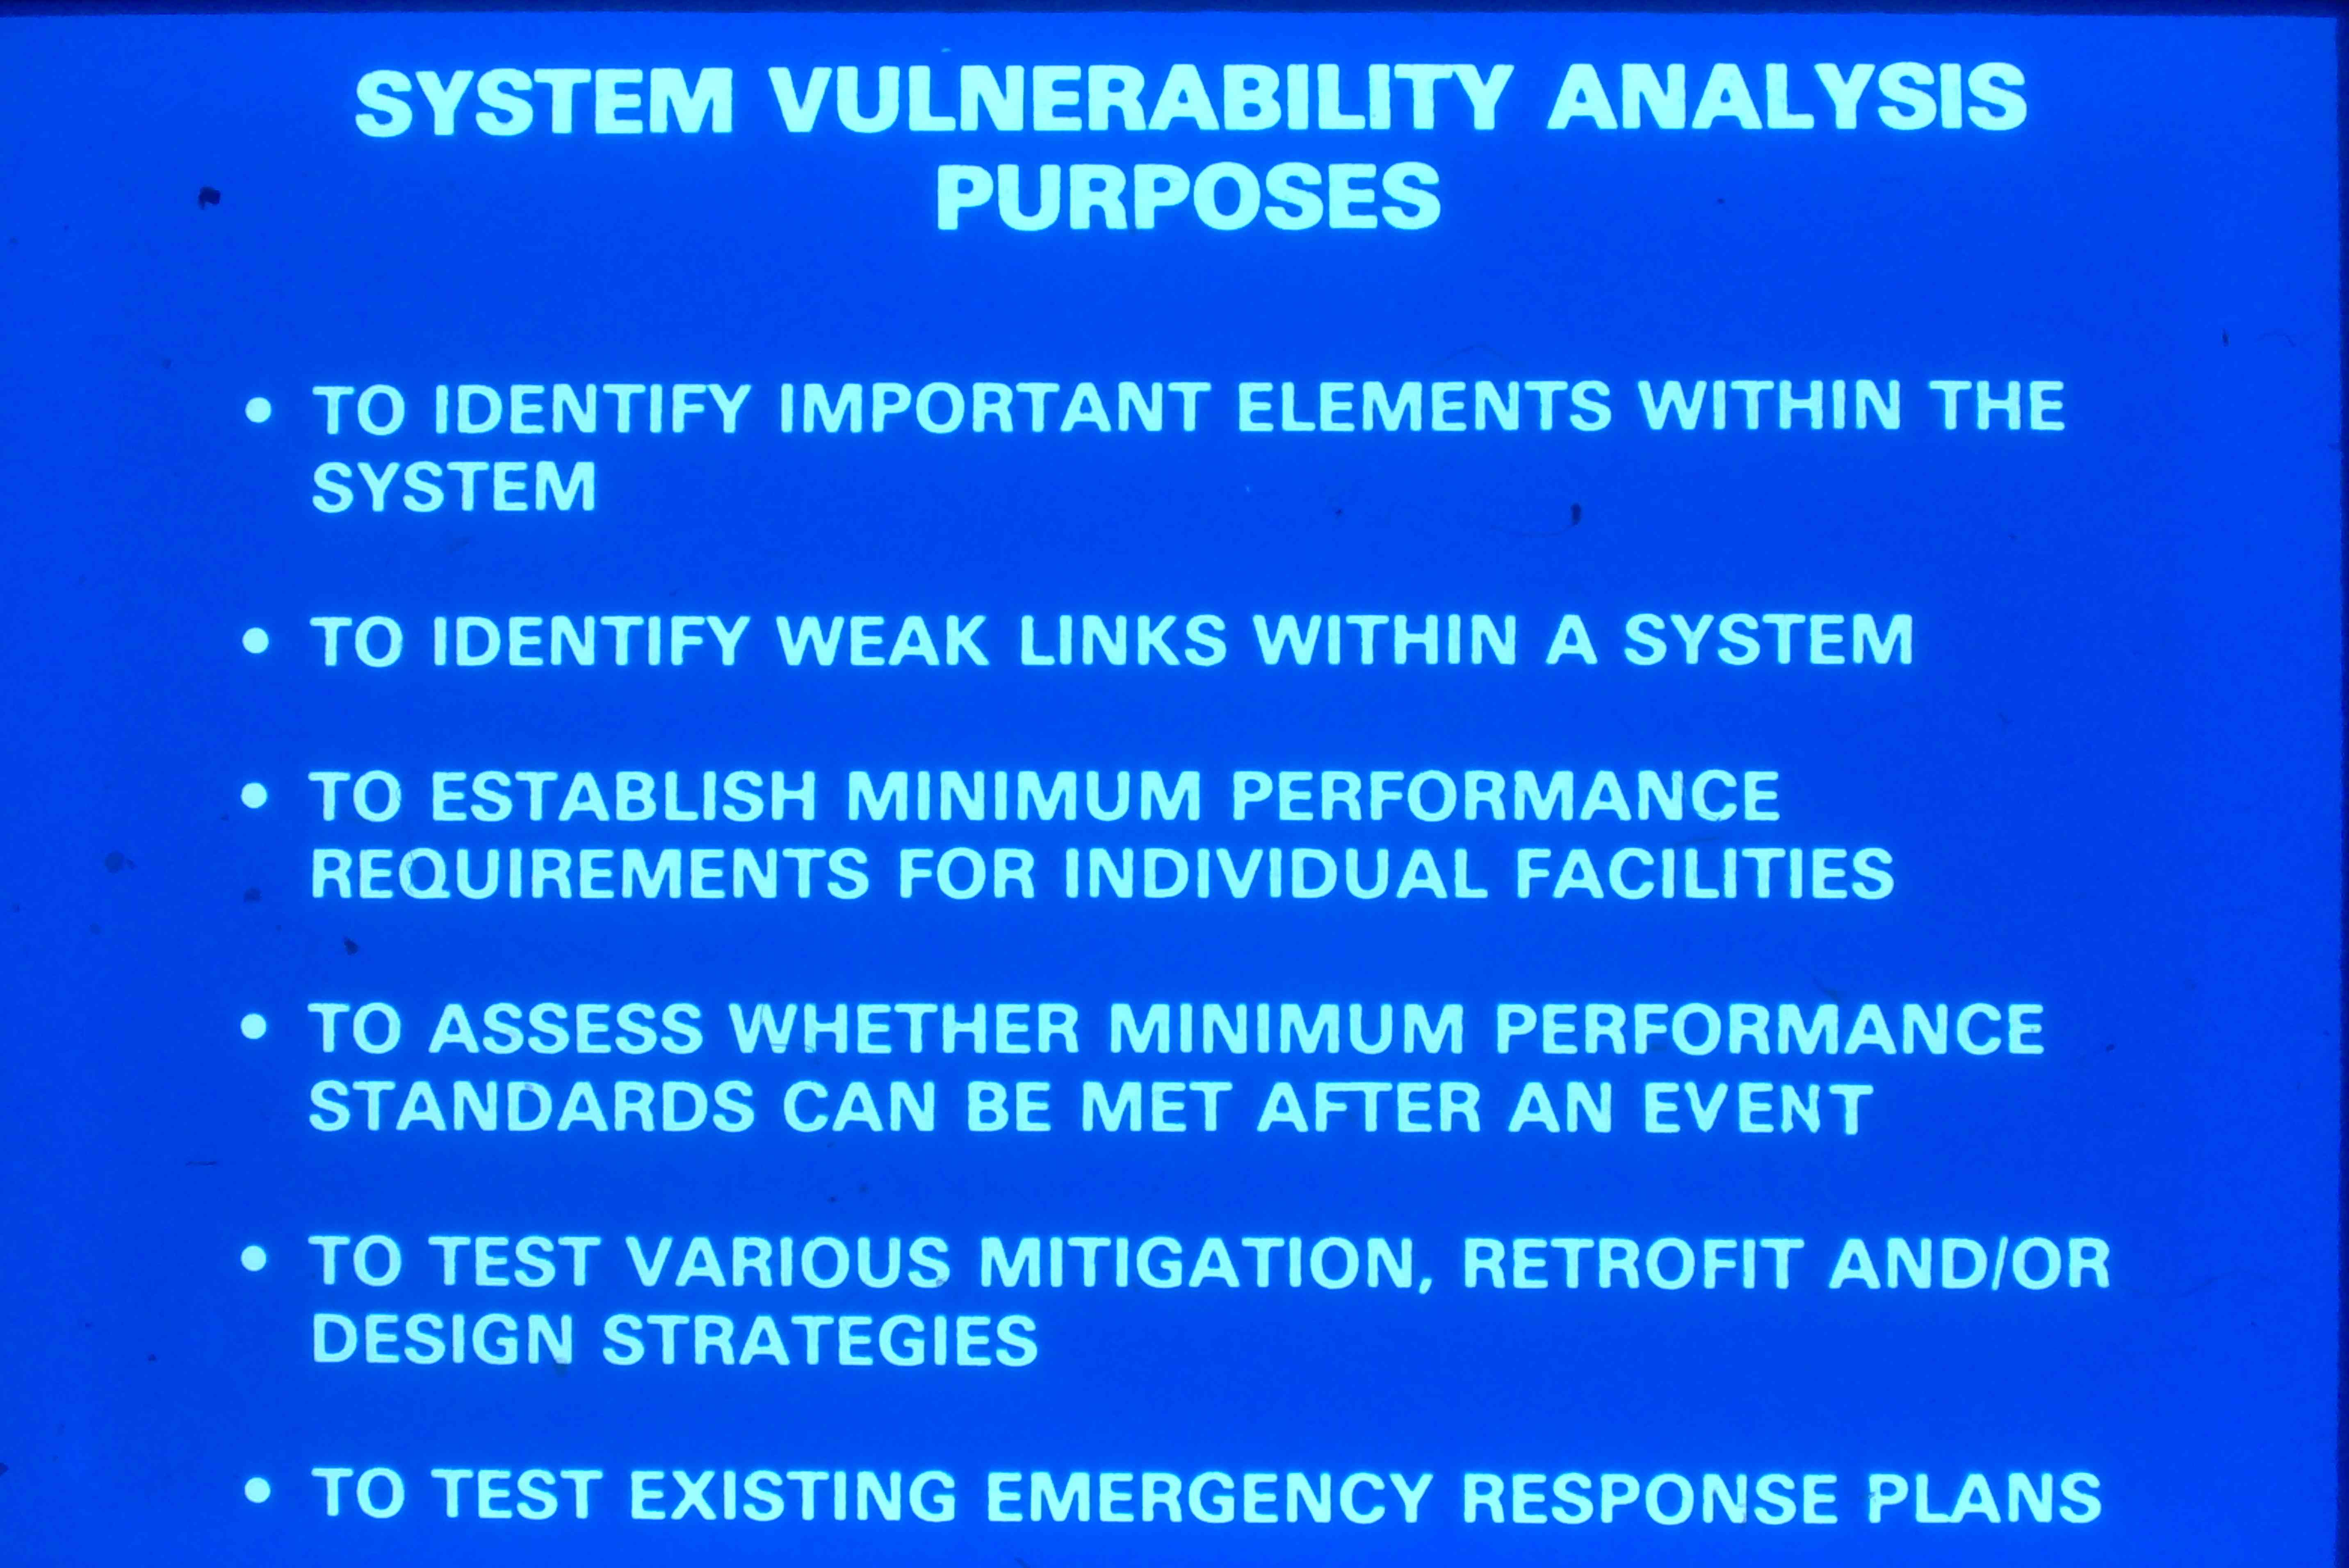 SYSTEM VULNERABILITY ANALYSIS
PURPOSES
• TO IDENTIFY IMPORTANT ELEMENTS WITHIN THE
SYSTEM
• TO IDENTIFY WEAK LINKS WITHIN A SYSTEM
• TO ESTABLISH MINIMUM PERFORMANCE
REQUIREMENTS FOR INDIVIDUAL FACILITIES
• TO ASSESS WHETHER MINIMUM PERFORMANCE
STANDARDS CAN BE MET AFTER AN EVENT
• TO TEST VARIOUS MITIGATION, RETROFIT AND/OR
DESIGN STRATEGIES
• TO TEST EXISTING EMERGENCY RESPONSE PLANS